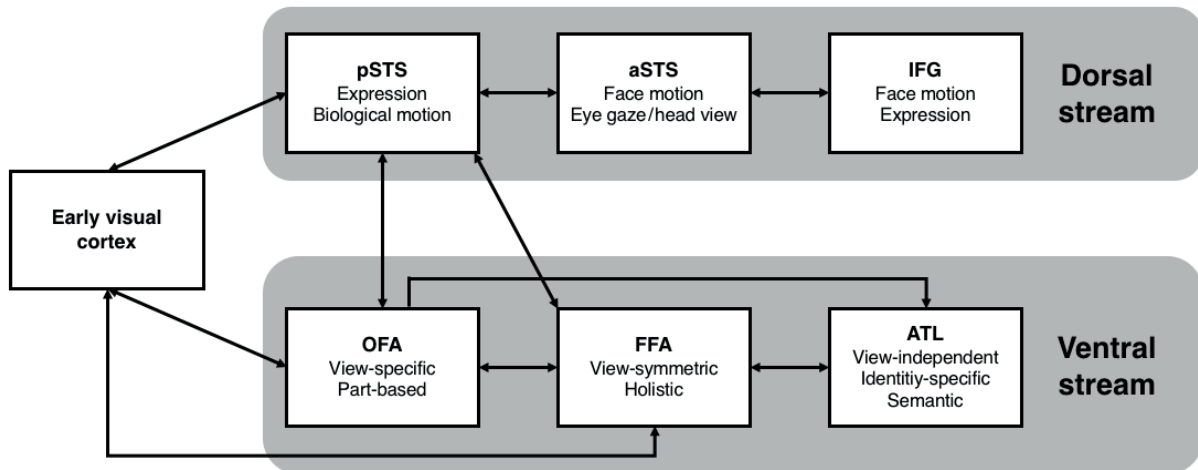 pSTS
Expression
Biological motion
aSTS
Face motion
Eye gaze/head view
IFG
Face motion
Expression
Dorsal
stream
Early visual
cortex
OFA
View-specific
Part-based
FFA
View-symmetric
Holistic
ATL
View-independent
Identitiy-specific
Semantic
Ventral
stream